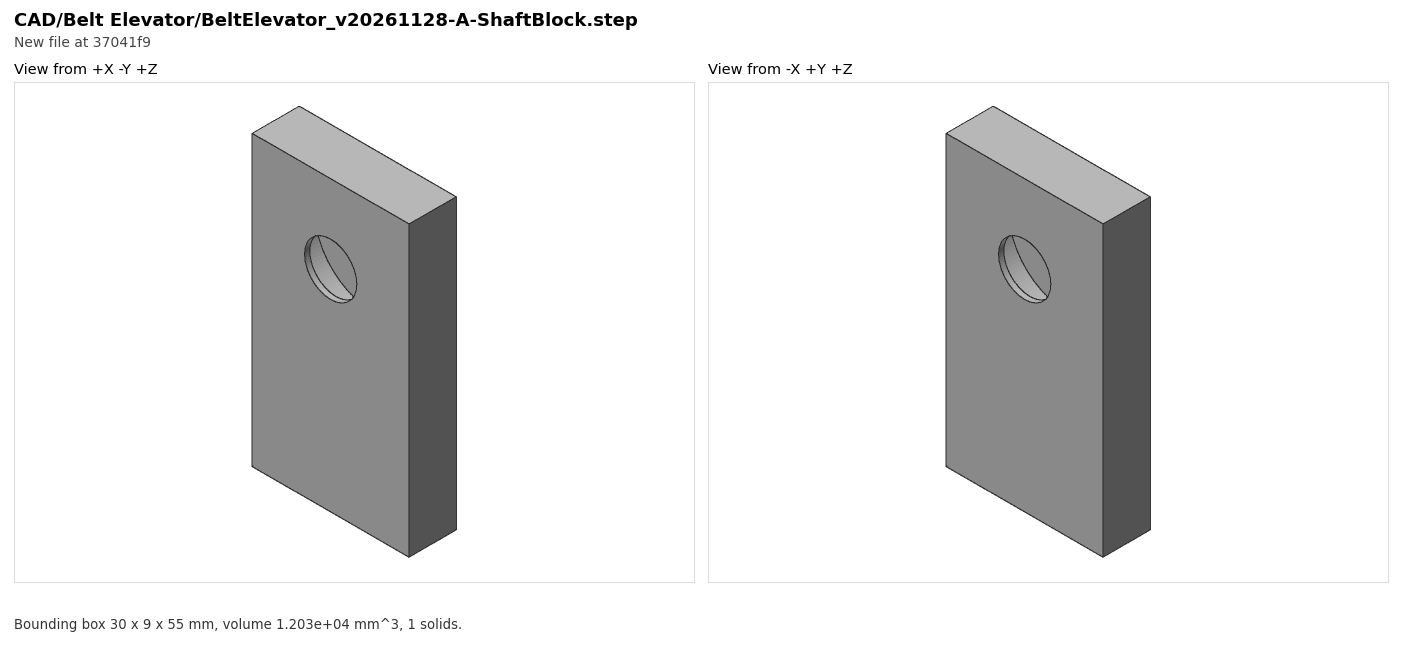 CAD/Belt Elevator/BeltElevator_v20261128-A-ShaftBlock.step
New file at 37041f9
View from +X -Y +Z
View from -X +Y +Z
Bounding box 30 x 9 x 55 mm, volume 1.203e+04 mm^3, 1 solids.